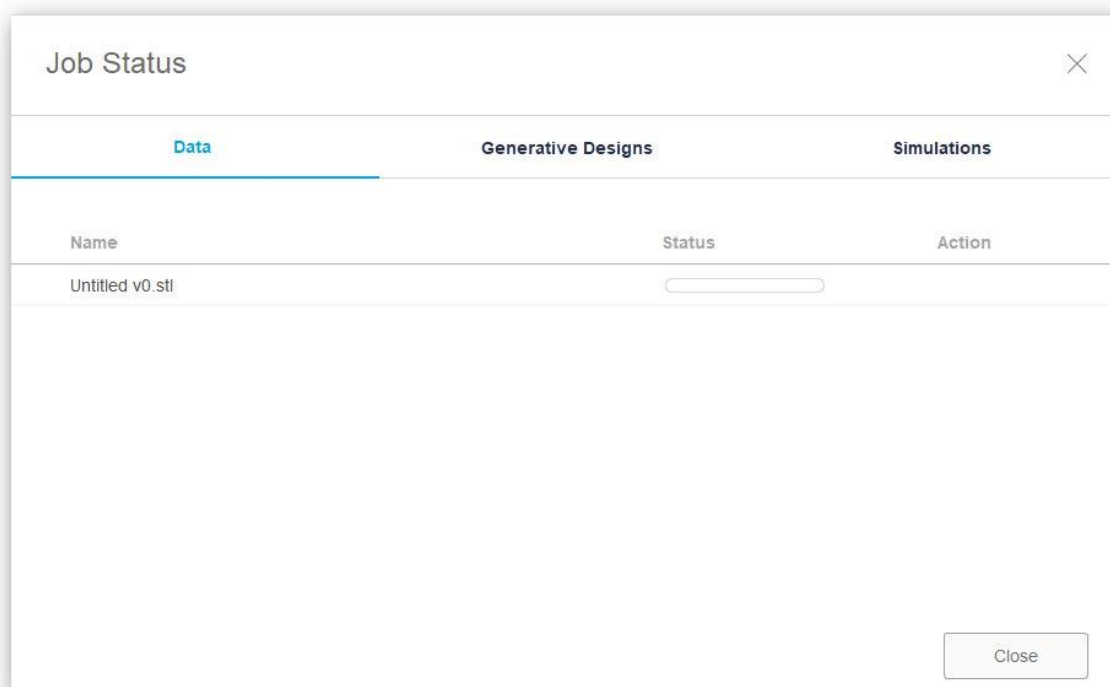 Job Status
Data Generative Designs Simulations
Name Status Action
Untitled v0.stl
Close